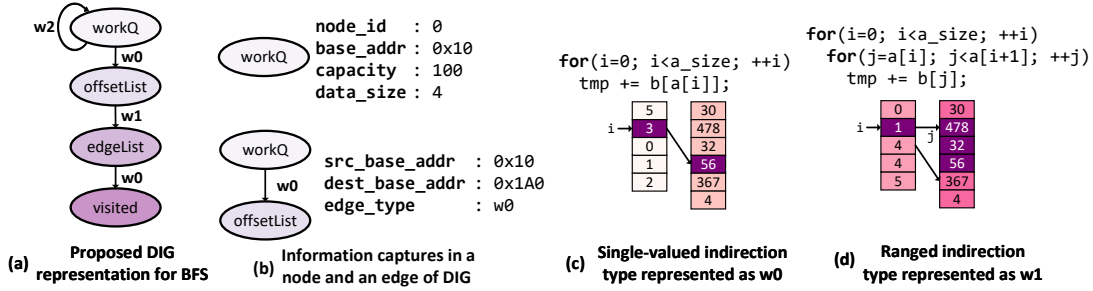 w2
workQ
w0
offsetList
w1
edgeList
w0
visited
(a) Proposed DIG
representation for BFS
workQ
node_id : 0
base_addr : 0x10
capacity : 100
data_size : 4
workQ
w0
offsetList
src_base_addr : 0x10
dest_base_addr : 0x1A0
edge_type : w0
(b) Information captures in a
node and an edge of DIG
for(i=0; i<a_size; ++i)
tmp += b[a[i]];
i
5
3
0
1
2
30
478
32
56
367
4
(c) Single-valued indirection
type represented as w0
for(i=0; i<a_size; ++i)
for(j=a[i]; j<a[i+1]; ++j)
tmp += b[j];
i
0
1
4
4
5
j
30
478
32
56
367
4
(d) Ranged indirection
type represented as w1